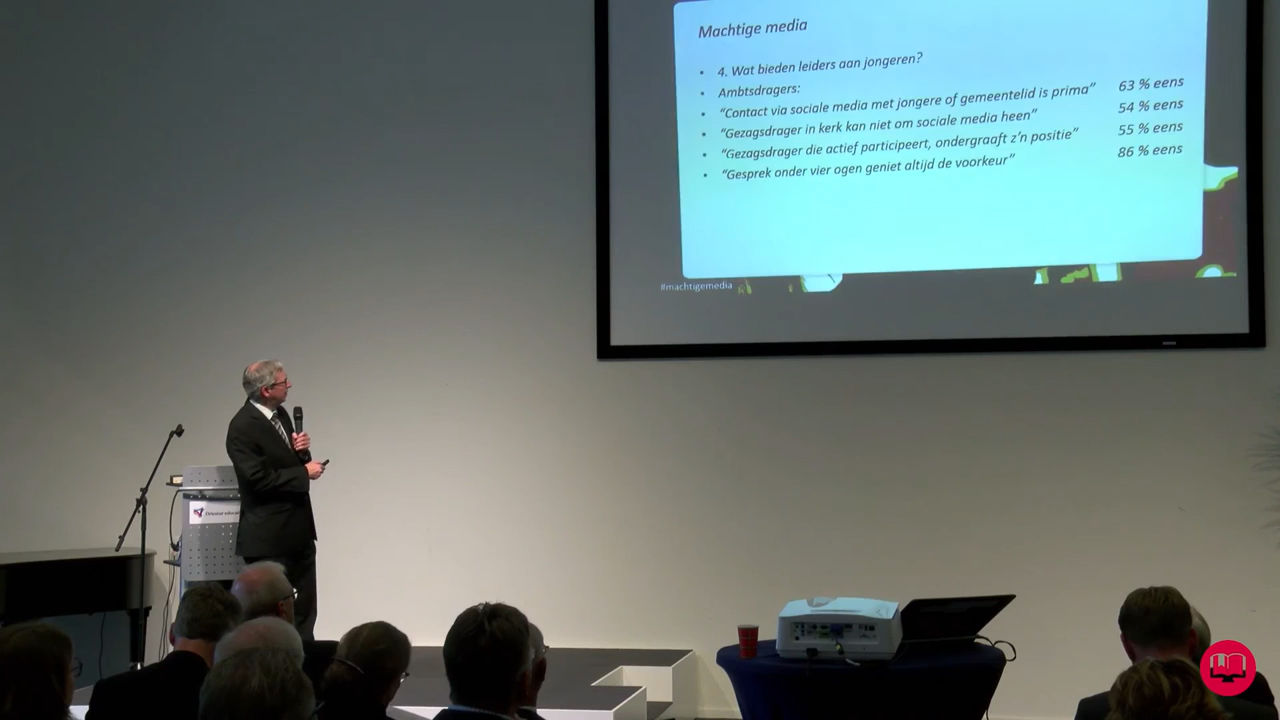 Machtige media
• 4. Wat bieden leiders aan jongeren?
• Ambtsdragers:
• “Contact via sociale media met jongere of gemeentelid is prima” 63 % eens
• “Gezagsdrager in kerk kan niet om sociale media heen” 54 % eens
• “Gezagsdrager die actief participeert, ondergraaft z’n positie” 55 % eens
• “Gesprek onder vier ogen geniet altijd de voorkeur” 86 % eens
#machtigemedia
Driestar educat